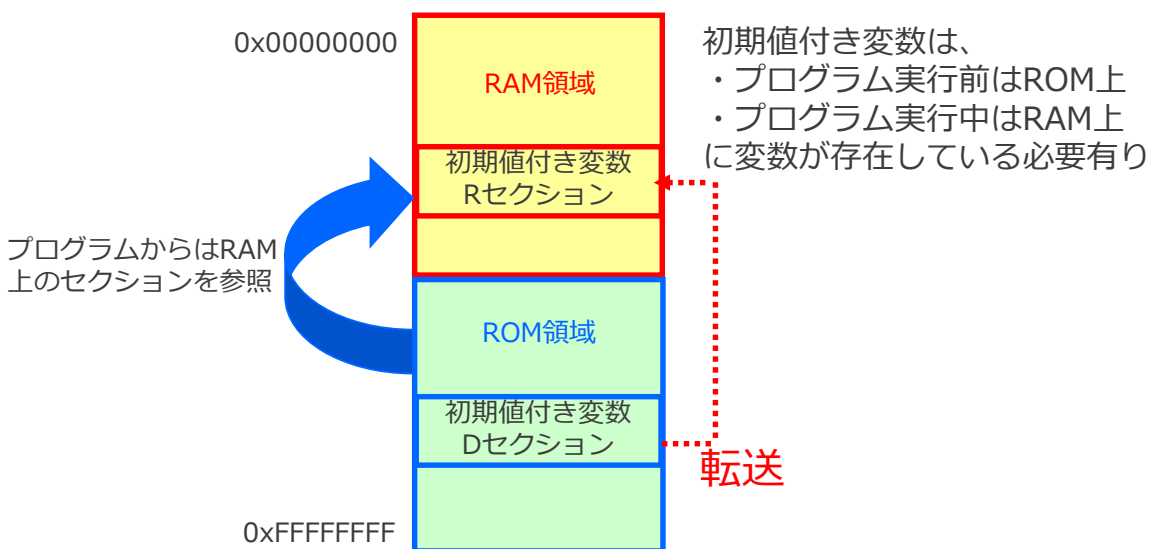 0x00000000
RAM領域
初期値付き変数は、
・プログラム実行前はROM上
・プログラム実行中はRAM上
に変数が存在している必要有り
初期値付き変数
Rセクション
プログラムからはRAM
上のセクションを参照
ROM領域
初期値付き変数
Dセクション
転送
0xFFFFFFFF